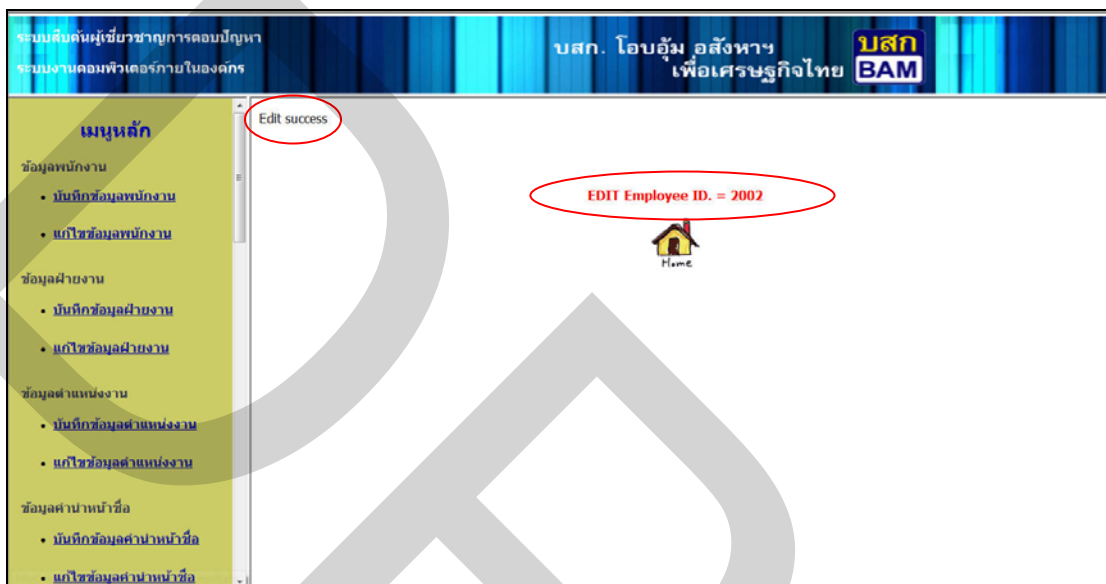 ระบบสืบค้นผู้เชี่ยวชาญการตอบปัญหา
ระบบงานคอมพิวเตอร์ภายในองค์กร
บสก. โอบอุ้ม อสังหาฯ
เพื่อเศรษฐกิจไทย
บสก
BAM
เมนูหลัก
ข้อมูลพนักงาน
• บันทึกข้อมูลพนักงาน
• แก้ไขข้อมูลพนักงาน
ข้อมูลฝ่ายงาน
• บันทึกข้อมูลฝ่ายงาน
• แก้ไขข้อมูลฝ่ายงาน
ข้อมูลตำแหน่งงาน
• บันทึกข้อมูลตำแหน่งงาน
• แก้ไขข้อมูลตำแหน่งงาน
ข้อมูลคำนำหน้าชื่อ
• บันทึกข้อมูลคำนำหน้าชื่อ
• แก้ไขข้อมูลคำนำหน้าชื่อ
Edit success
EDIT Employee ID. = 2002
Home